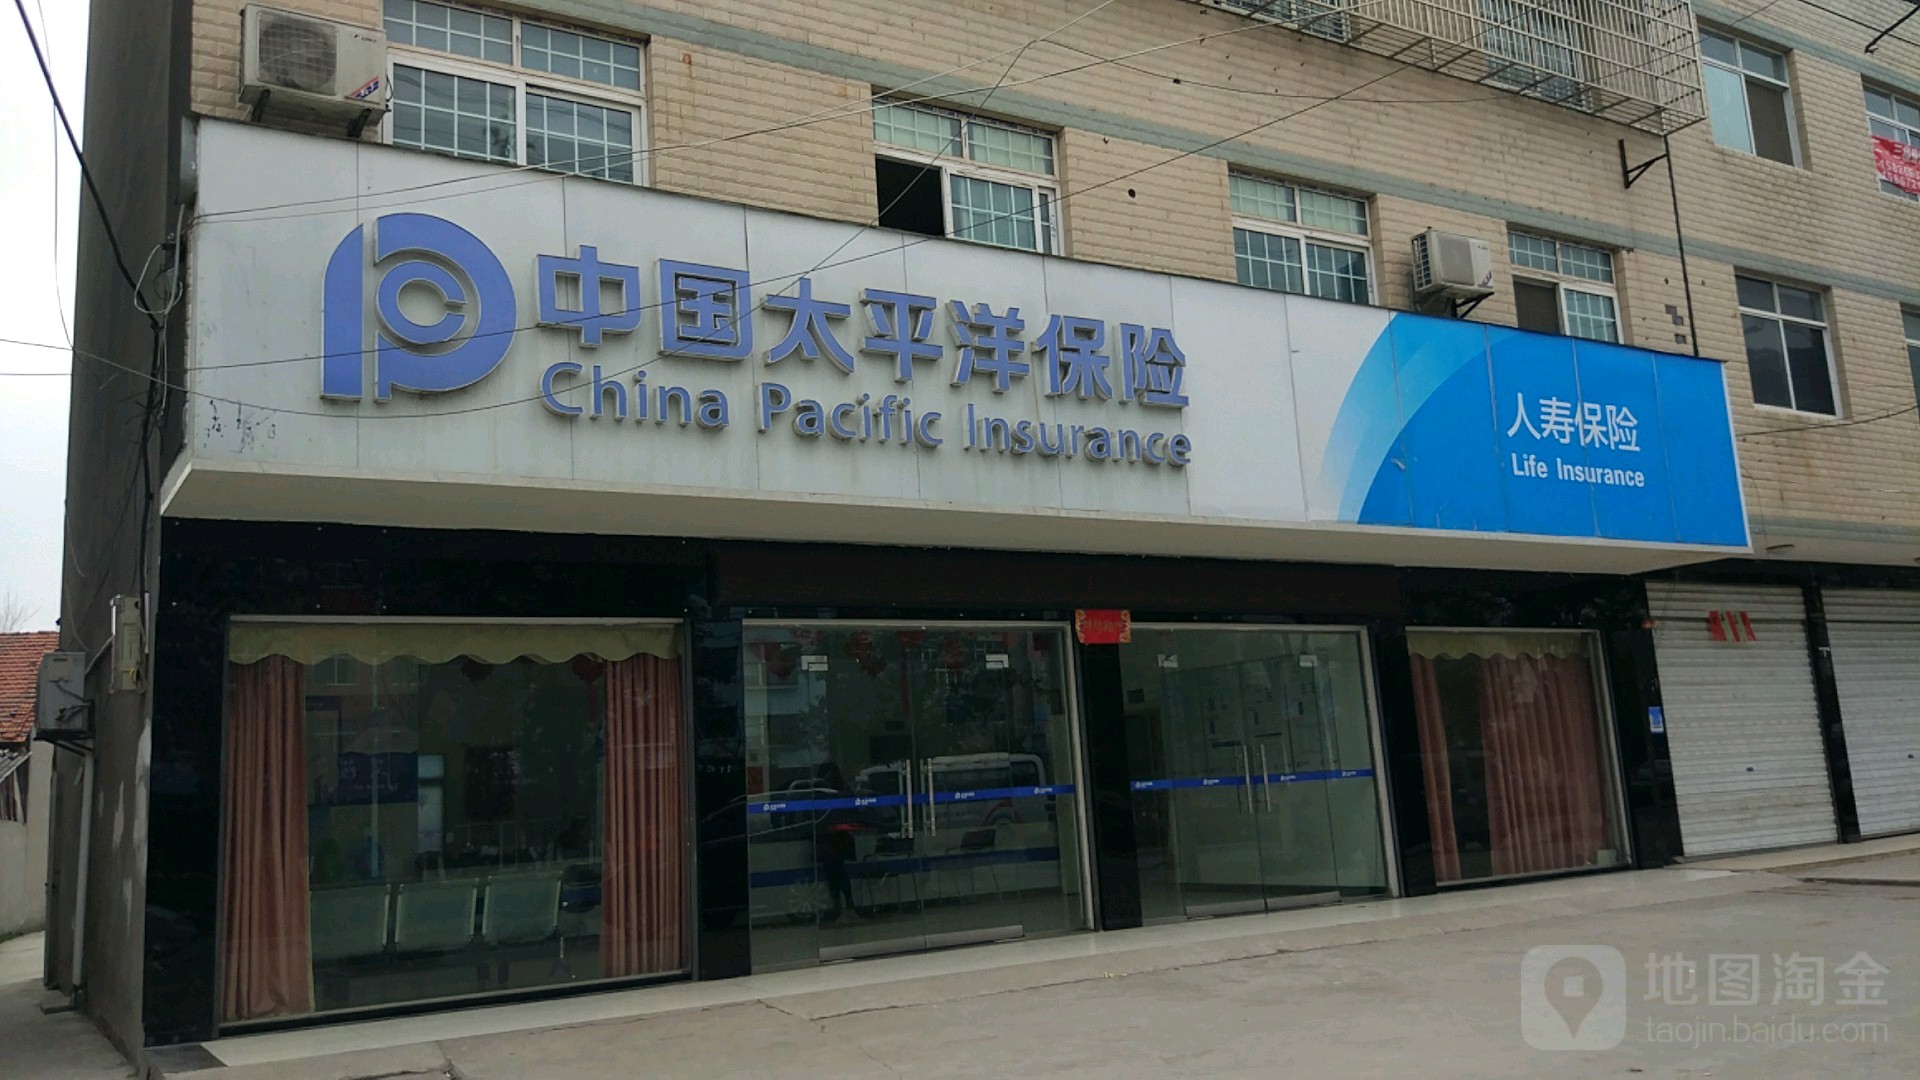 中国太平洋保险
China Pacific Insurance
人寿保险
Life Insurance
地图淘金
taojin.baidu.com